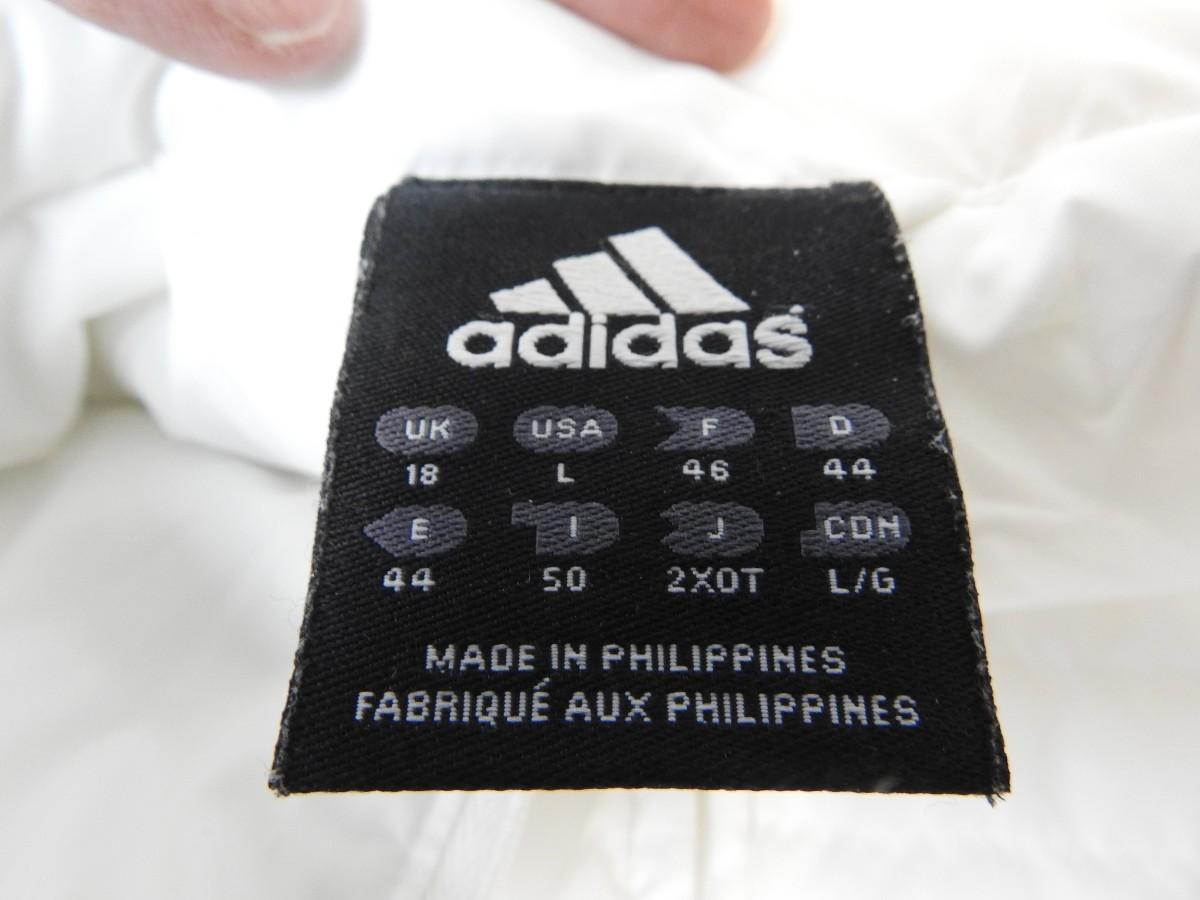 adidas
UK USA F D
18 L 46 44
E I J CDN
44 50 2XOT L/G
MADE IN PHILIPPINES
FABRIQUÉ AUX PHILIPPINES